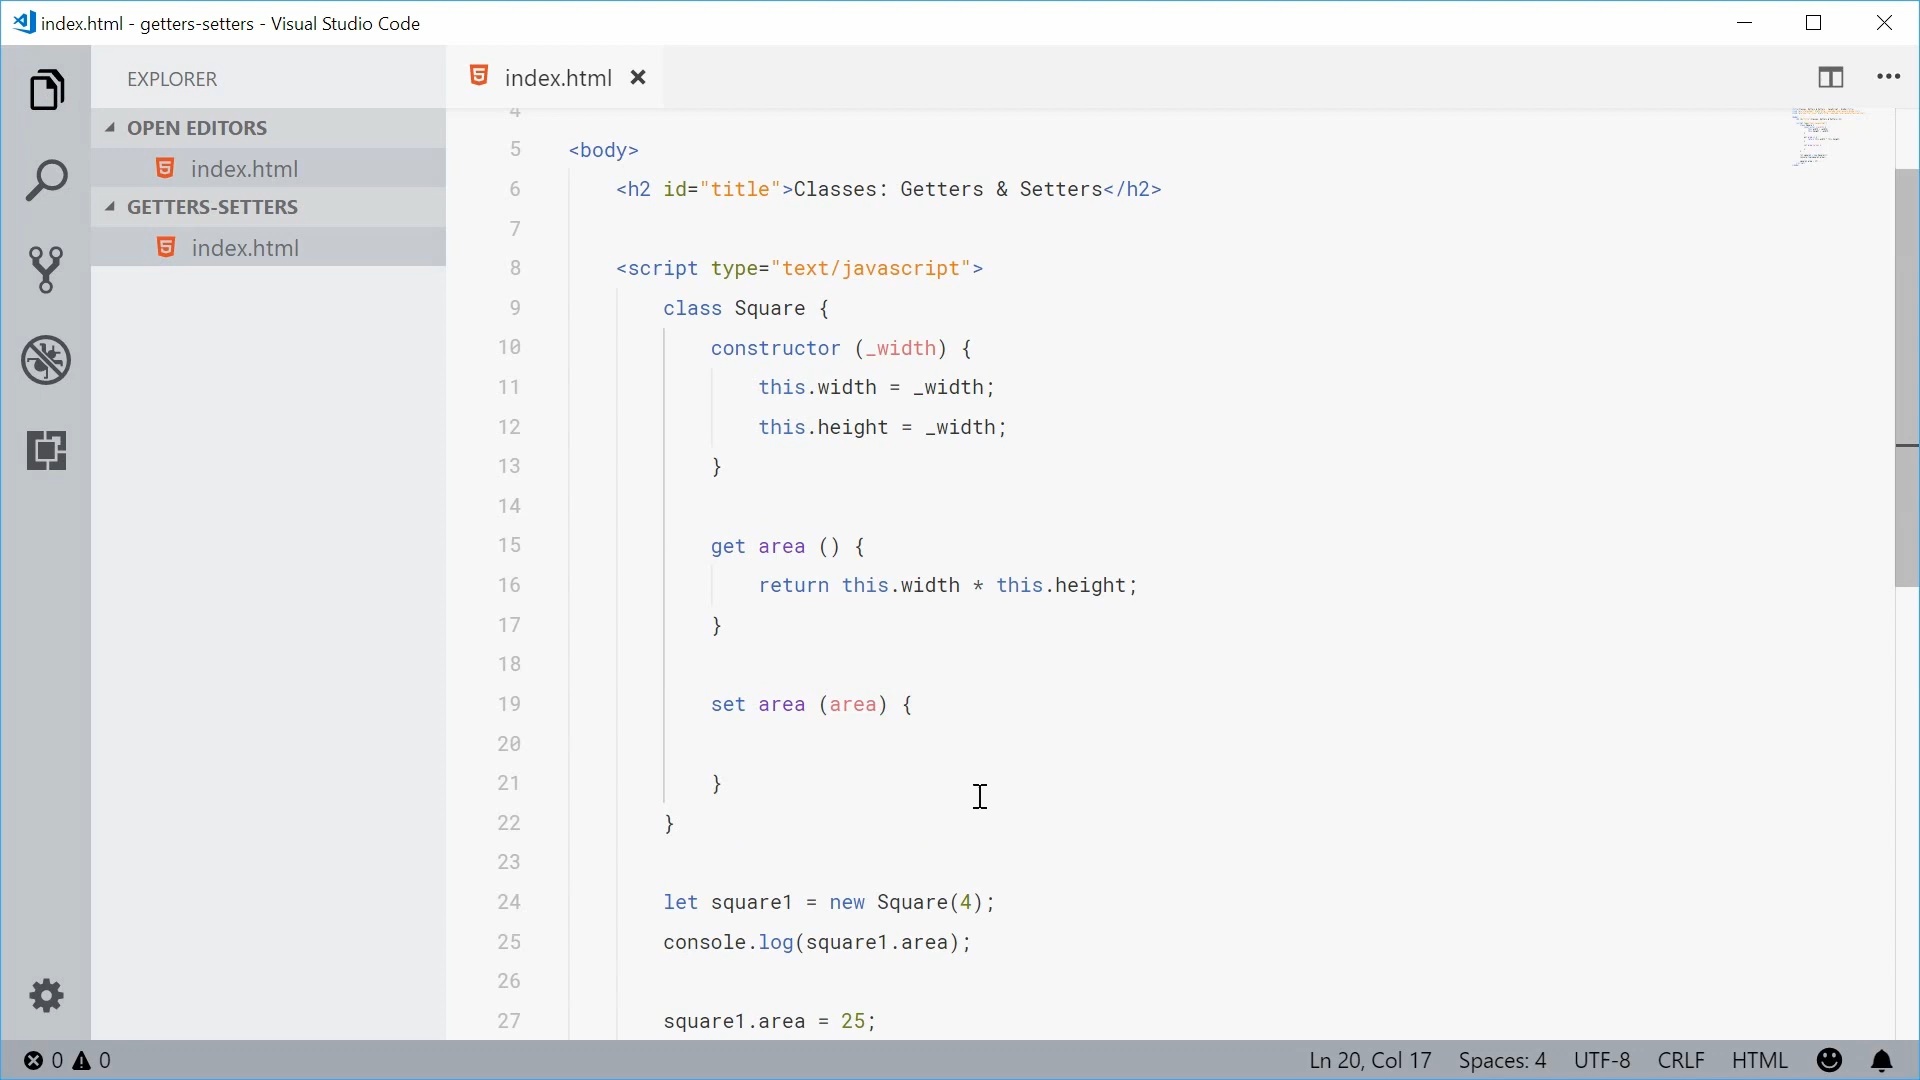 index.html - getters-setters - Visual Studio Code
EXPLORER
index.html
OPEN EDITORS
index.html
GETTERS-SETTERS
index.html
4
5 <body>
6 <h2 id="title">Classes: Getters & Setters</h2>
7
8 <script type="text/javascript">
9 class Square {
10 constructor (_width) {
11 this.width = _width;
12 this.height = _width;
13 }
14
15 get area () {
16 return this.width * this.height;
17 }
18
19 set area (area) {
20
21 }
22 }
23
24 let square1 = new Square(4);
25 console.log(square1.area);
26
27 square1.area = 25;
0 0 Ln 20, Col 17 Spaces: 4 UTF-8 CRLF HTML